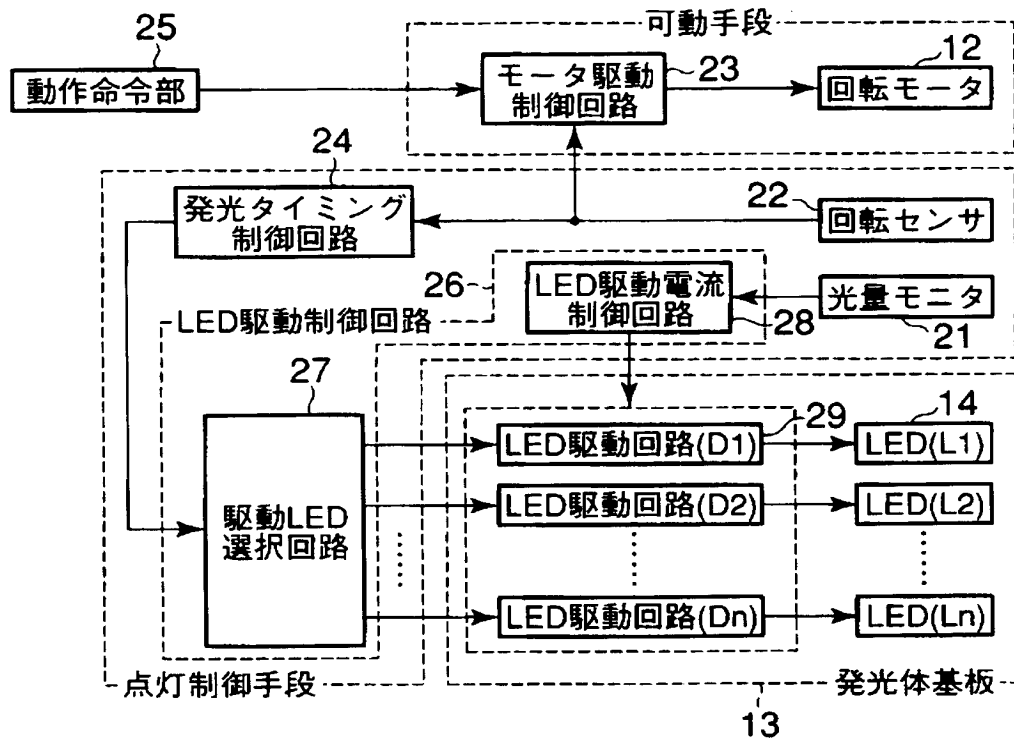 可動手段
25
動作命令部
モータ駆動
制御回路
23
12
回転モータ
24
発光タイミング
制御回路
22
回転センサ
26
LED駆動電流
制御回路
28
光量モニタ
21
LED駆動制御回路
27
駆動LED
選択回路
29
14
LED駆動回路(D1)
LED(L1)
LED駆動回路(D2)
LED(L2)
LED駆動回路(Dn)
LED(Ln)
点灯制御手段
発光体基板
13